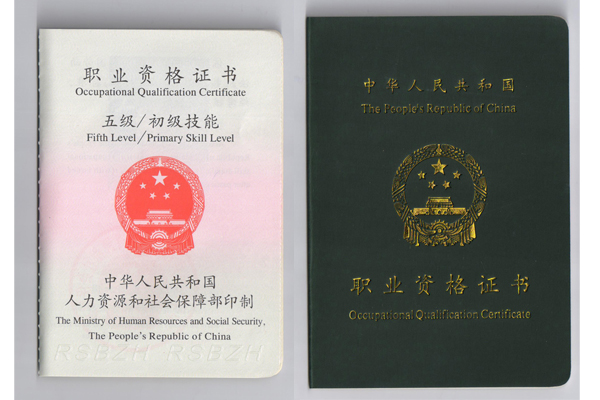 职业资格证书
Occupational Qualification Certificate
五级/初级技能
Fifth Level/Primary Skill Level
中华人民共和国
人力资源和社会保障部印制
The Ministry of Human Resources and Social Security,
The People's Republic of China
RSBZH RSBZH
中华人民共和国
The People's Republic of China
职业资格证书
Occupational Qualification Certificate